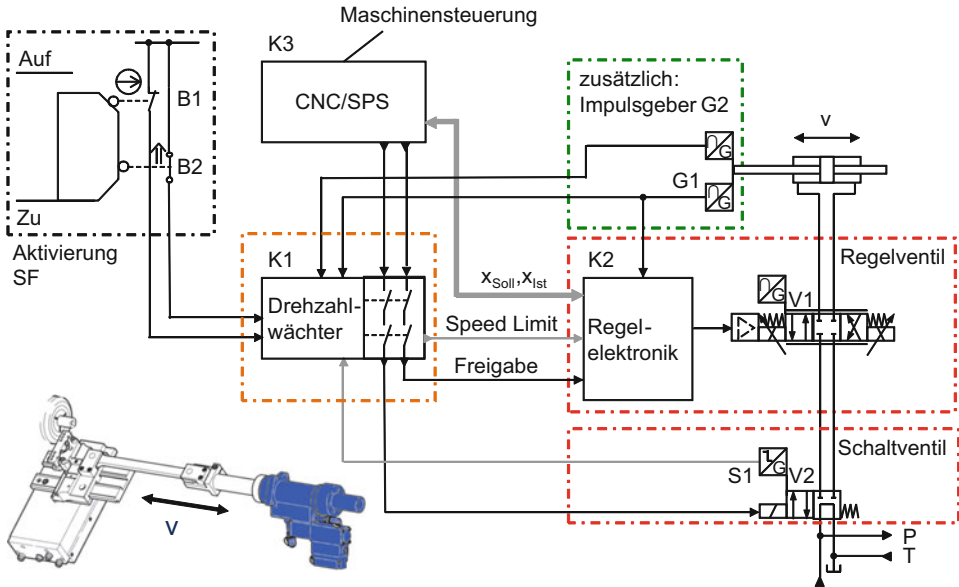 Maschinensteuerung
K3
CNC/SPS
Auf
B1
B2
Zu
Aktivierung
SF
zusätzlich:
Impulsgeber G2
G
G1
G
v
K1
Drehzahl-
wächter
xSoll,xIst
Speed Limit
Freigabe
K2
Regel-
elektronik
Regelventil
G
V1
Schaltventil
S1
G
V2
P
T
v